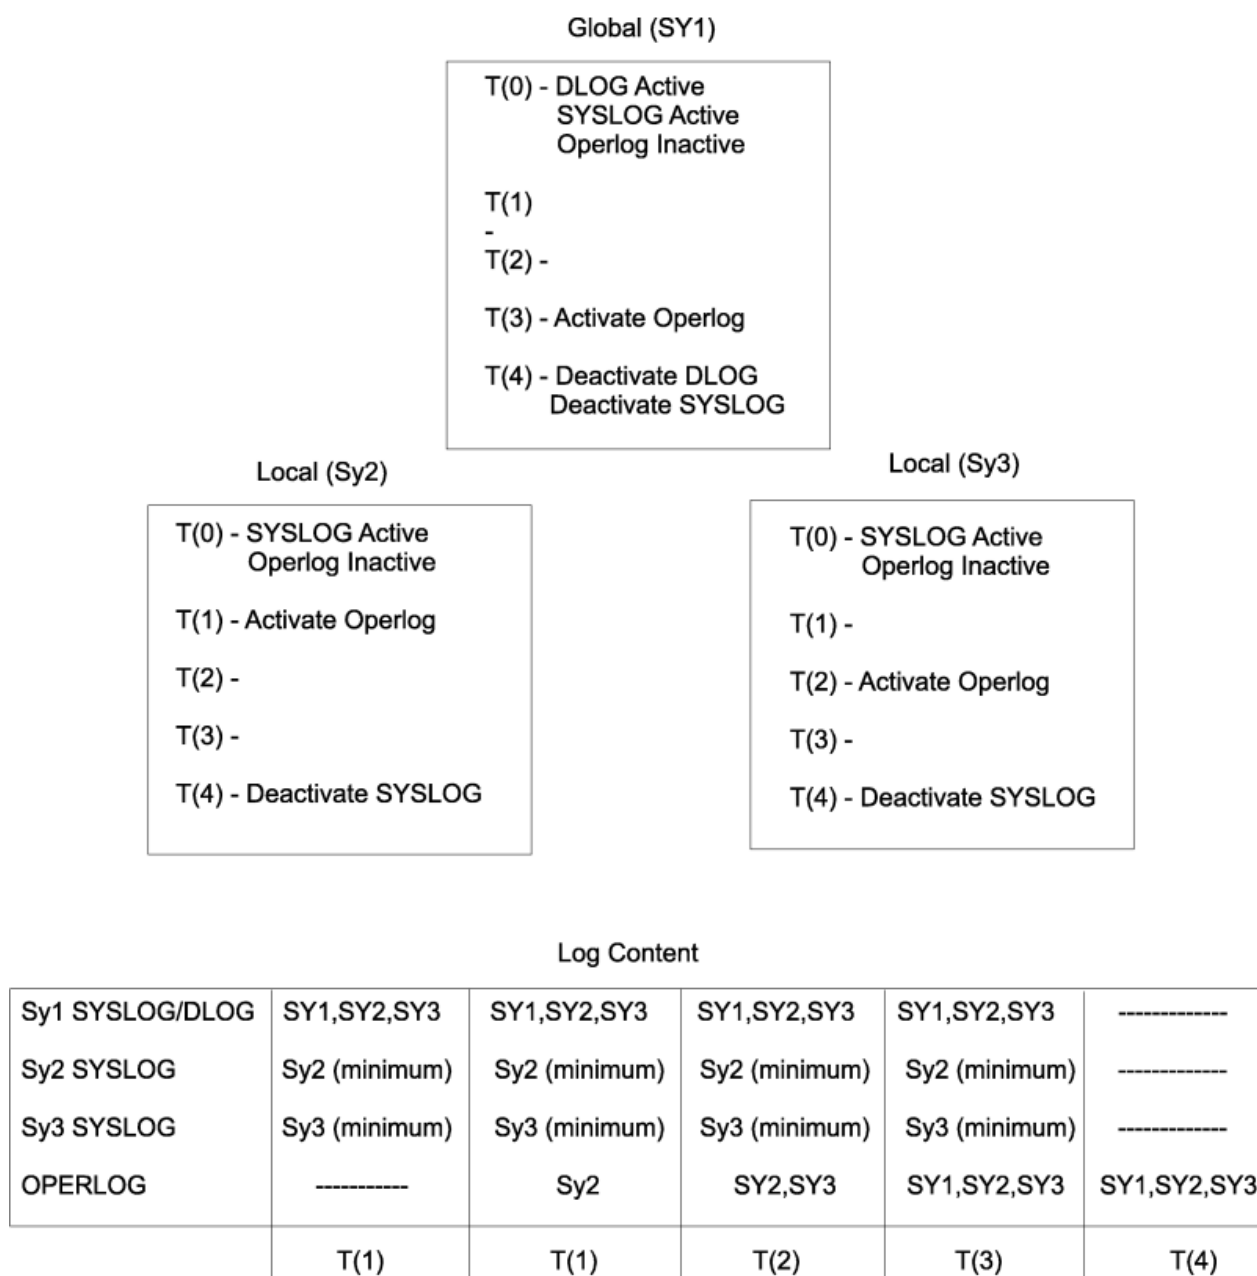 Global (SY1)
T(0) - DLOG Active
SYSLOG Active
Operlog Inactive
T(1)
-
T(2) -
T(3) - Activate Operlog
T(4) - Deactivate DLOG
Deactivate SYSLOG
Local (Sy2)
T(0) - SYSLOG Active
Operlog Inactive
T(1) - Activate Operlog
T(2) -
T(3) -
T(4) - Deactivate SYSLOG
Local (Sy3)
T(0) - SYSLOG Active
Operlog Inactive
T(1) -
T(2) - Activate Operlog
T(3) -
T(4) - Deactivate SYSLOG
Log Content
Sy1 SYSLOG/DLOG SY1,SY2,SY3 SY1,SY2,SY3 SY1,SY2,SY3 SY1,SY2,SY3 -------------
Sy2 SYSLOG Sy2 (minimum) Sy2 (minimum) Sy2 (minimum) Sy2 (minimum) -------------
Sy3 SYSLOG Sy3 (minimum) Sy3 (minimum) Sy3 (minimum) Sy3 (minimum) -------------
OPERLOG ----------- Sy2 SY2,SY3 SY1,SY2,SY3 SY1,SY2,SY3
T(1) T(1) T(2) T(3) T(4)